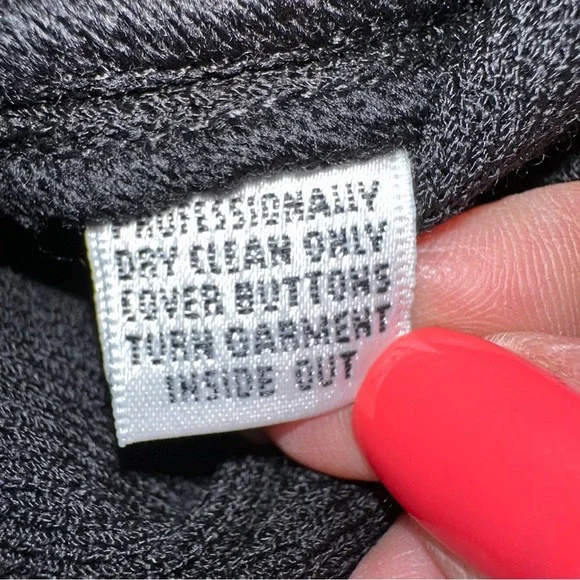 PROFESSIONALLY
DRY CLEAN ONLY
COVER BUTTONS
TURN GARMENT
INSIDE OUT